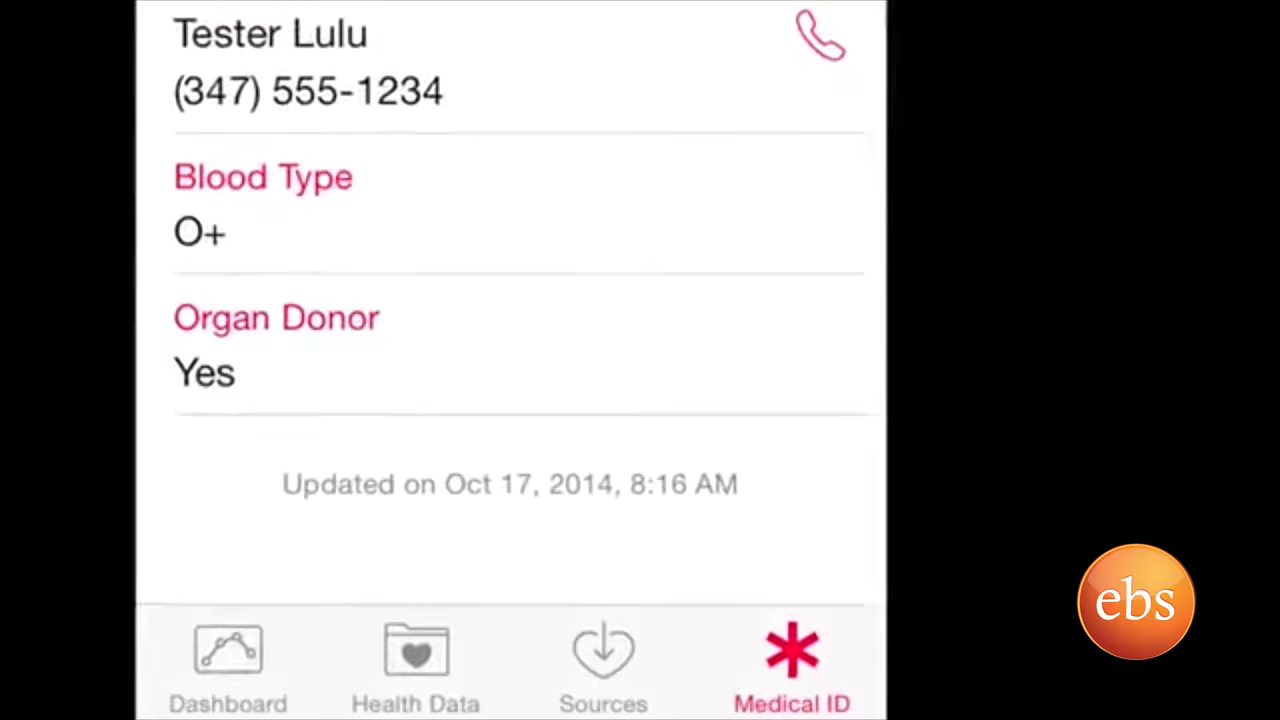 Tester Lulu
(347) 555-1234
Blood Type
O+
Organ Donor
Yes
Updated on Oct 17, 2014, 8:16 AM
Dashboard
Health Data
Sources
Medical ID
ebs